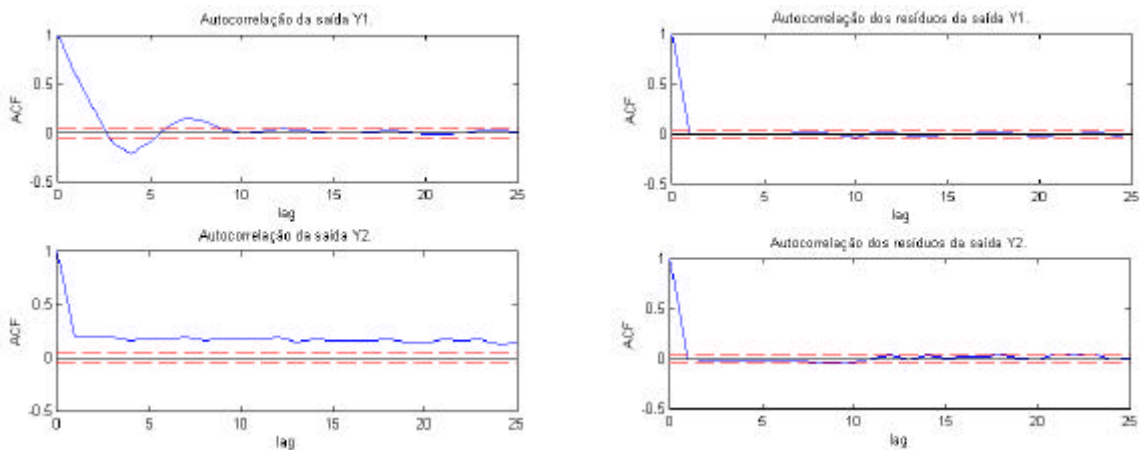 Autocorrelação da saída Y1.
1
0.5
0
-0.5
ACF
0 5 10 15 20 25
lag
Autocorrelação dos resíduos da saída Y1.
1
0.5
0
-0.5
ACF
0 5 10 15 20 25
lag
Autocorrelação da saída Y2.
1
0.5
0
-0.5
ACF
0 5 10 15 20 25
lag
Autocorrelação dos resíduos da saída Y2.
1
0.5
0
-0.5
ACF
0 5 10 15 20 25
lag